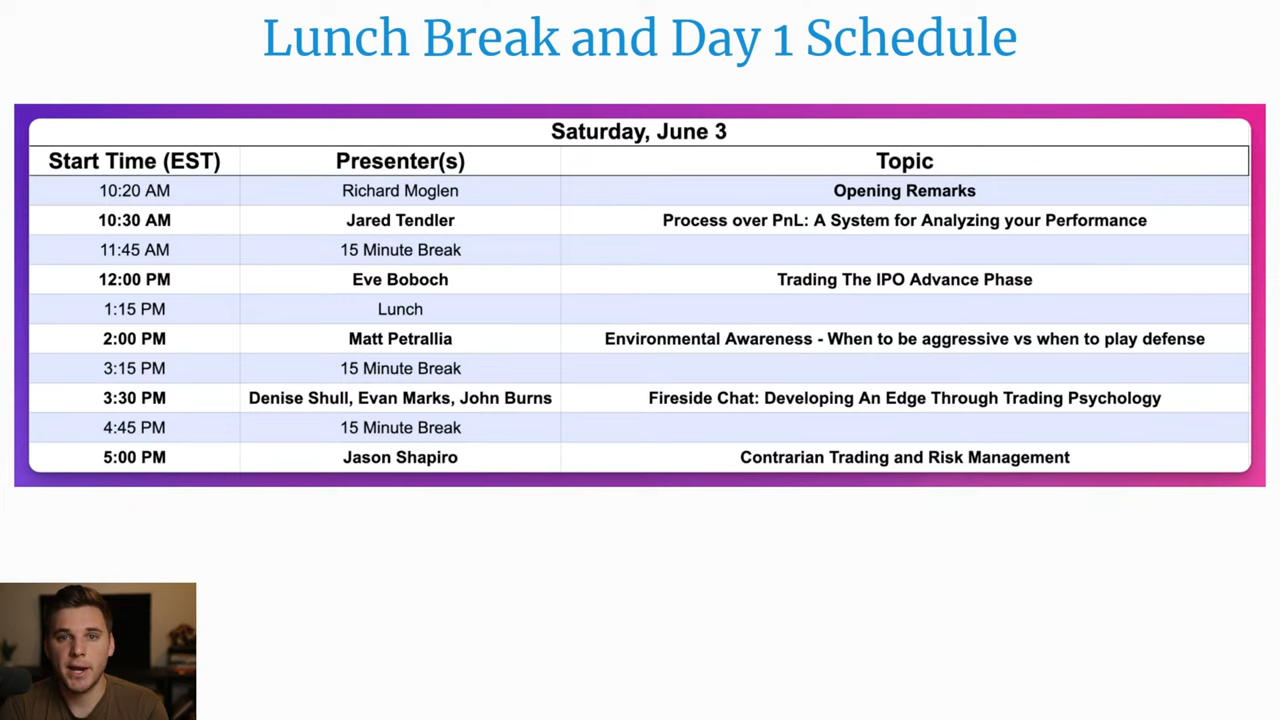 Lunch Break and Day 1 Schedule
Saturday, June 3
Start Time (EST) Presenter(s) Topic
10:20 AM Richard Moglen Opening Remarks
10:30 AM Jared Tendler Process over PnL: A System for Analyzing your Performance
11:45 AM 15 Minute Break
12:00 PM Eve Boboch Trading The IPO Advance Phase
1:15 PM Lunch
2:00 PM Matt Petrallia Environmental Awareness - When to be aggressive vs when to play defense
3:15 PM 15 Minute Break
3:30 PM Denise Shull, Evan Marks, John Burns Fireside Chat: Developing An Edge Through Trading Psychology
4:45 PM 15 Minute Break
5:00 PM Jason Shapiro Contrarian Trading and Risk Management